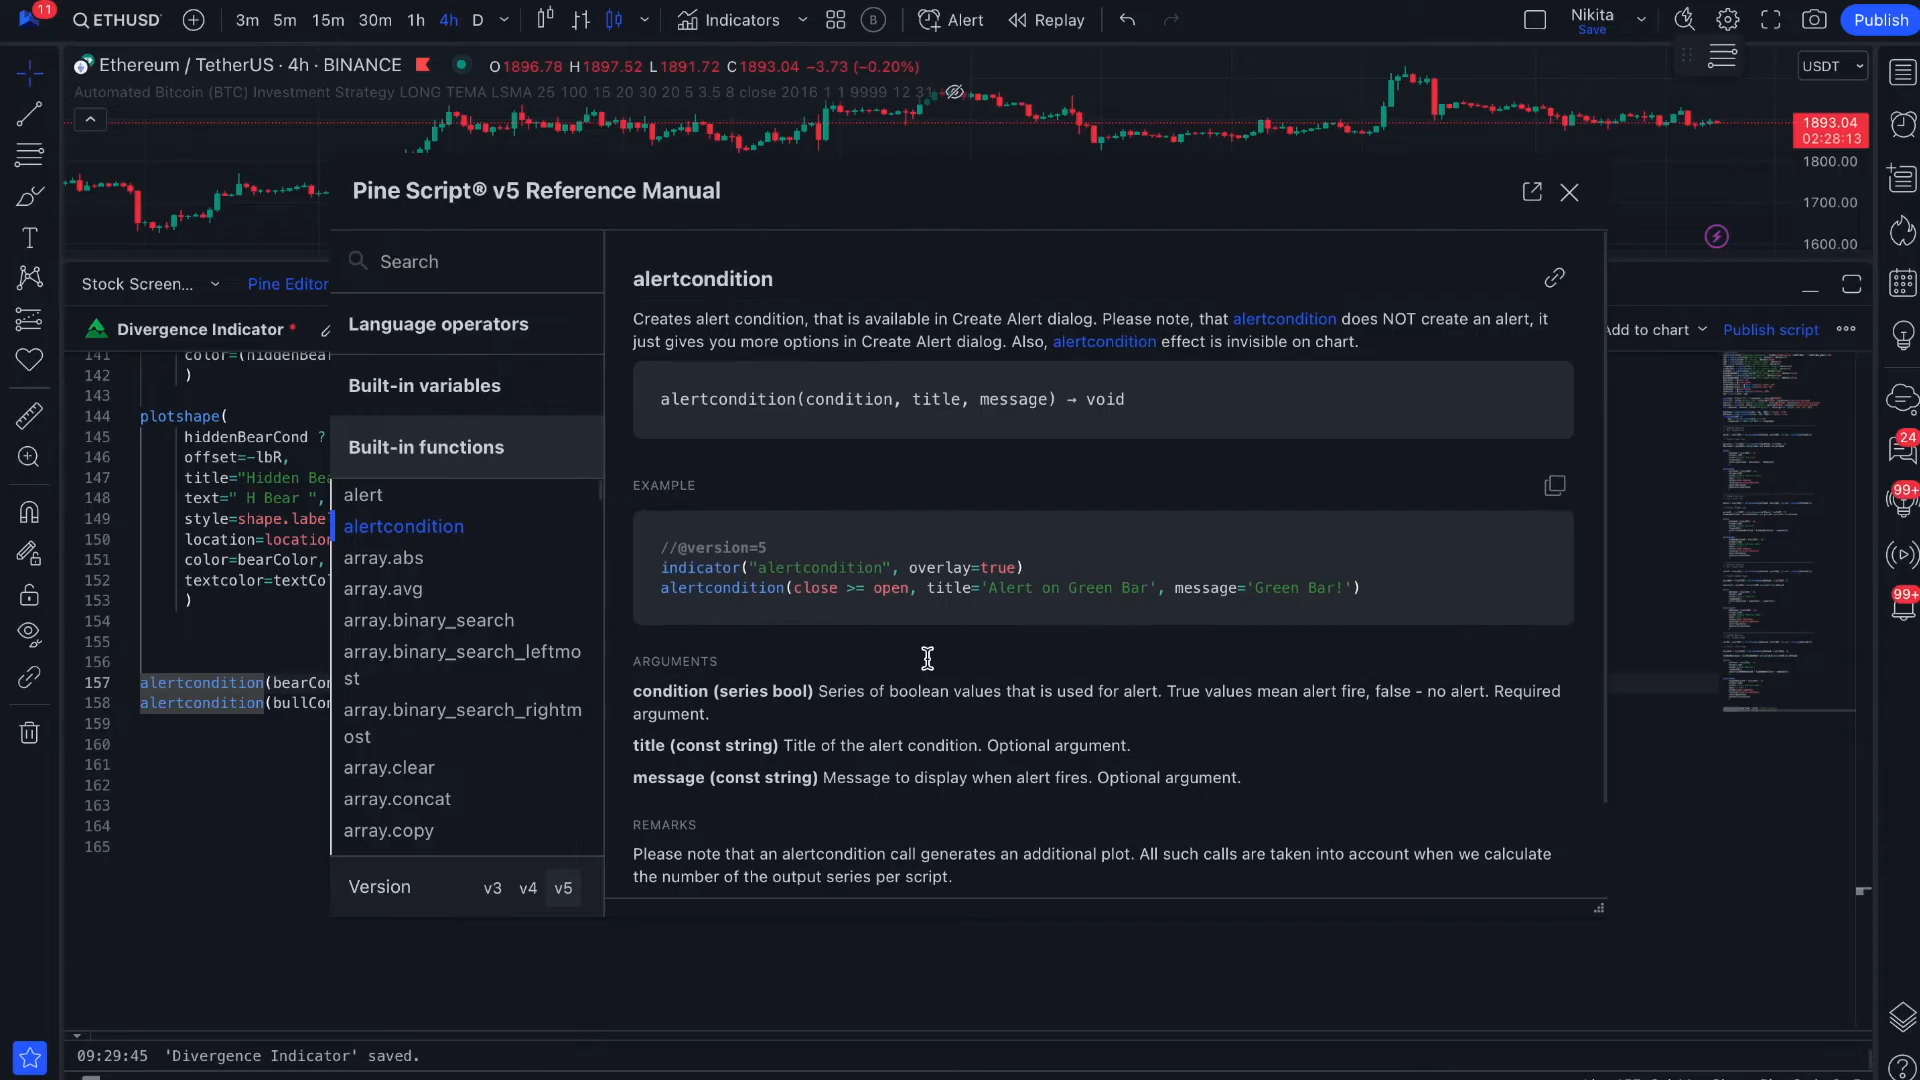 11
ETHUSD
3m 5m 15m 30m 1h 4h D
Indicators
B
Alert
Replay
Nikita
Save
Publish
Ethereum / TetherUS · 4h · BINANCE
O1896.78 H1897.52 L1891.72 C1893.04 −3.73 (−0.20%)
USDT
Automated Bitcoin (BTC) Investment Strategy LONG TEMA LSMA 25 100 15 20 30 20 5 3.5 8 close 2016 1 1 9999 12 31
1893.04
02:28:13
1800.00
1700.00
1600.00
Pine Script® v5 Reference Manual
Search
Language operators
Built-in variables
Built-in functions
alert
alertcondition
array.abs
array.avg
array.binary_search
array.binary_search_leftmo
st
array.binary_search_rightm
ost
array.clear
array.concat
array.copy
Version v3 v4 v5
alertcondition
Creates alert condition, that is available in Create Alert dialog. Please note, that alertcondition does NOT create an alert, it
just gives you more options in Create Alert dialog. Also, alertcondition effect is invisible on chart.
alertcondition(condition, title, message) → void
EXAMPLE
//@version=5
indicator("alertcondition", overlay=true)
alertcondition(close >= open, title='Alert on Green Bar', message='Green Bar!')
ARGUMENTS
condition (series bool) Series of boolean values that is used for alert. True values mean alert fire, false - no alert. Required
argument.
title (const string) Title of the alert condition. Optional argument.
message (const string) Message to display when alert fires. Optional argument.
REMARKS
Please note that an alertcondition call generates an additional plot. All such calls are taken into account when we calculate
the number of the output series per script.
Stock Screen...
Pine Editor
Divergence Indicator *
Add to chart
Publish script
141 color=(hiddenBear
142 )
143
144 plotshape(
145 hiddenBearCond ?
146 offset=-lbR,
147 title="Hidden Bea
148 text=" H Bear ",
149 style=shape.label
150 location=location
151 color=bearColor,
152 textcolor=textCol
153 )
154
155
156
157 alertcondition(bearCon
158 alertcondition(bullCon
159
160
161
162
163
164
165
24
99+
99+
09:29:45 'Divergence Indicator' saved.